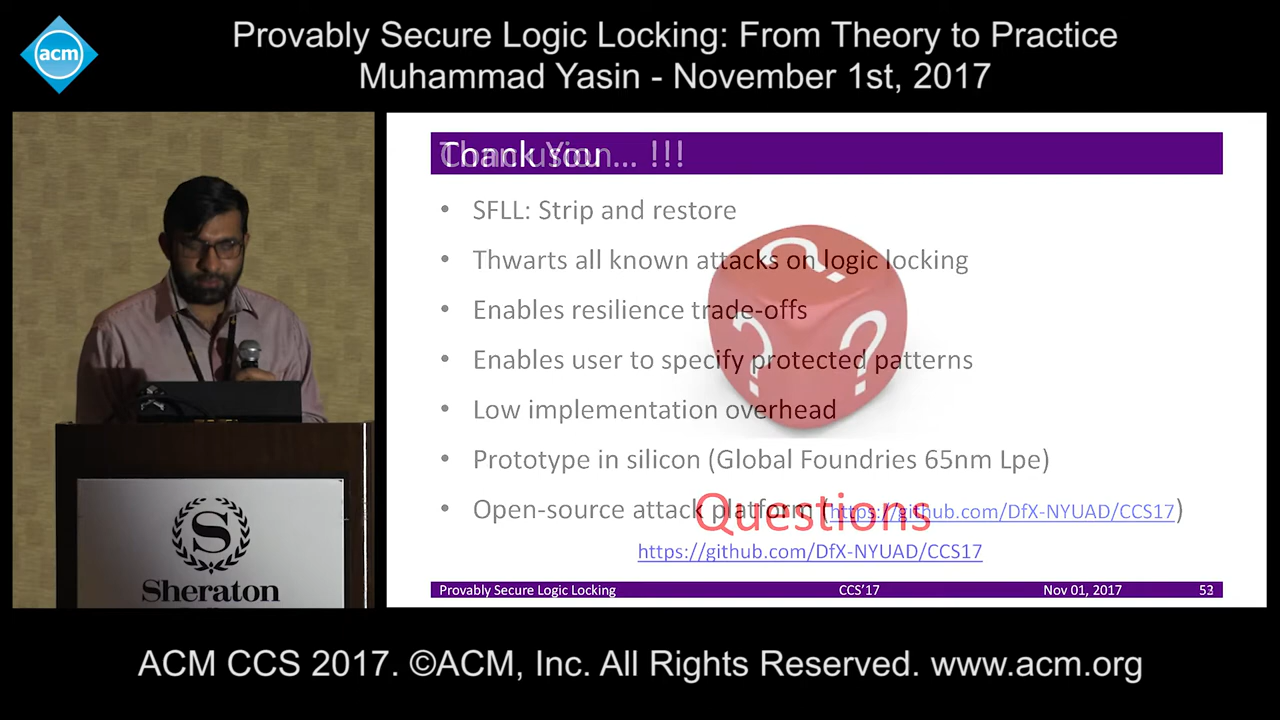 acm
Provably Secure Logic Locking: From Theory to Practice
Muhammad Yasin - November 1st, 2017
Thank You
Conclusion... !!!
• SFLL: Strip and restore
• Thwarts all known attacks on logic locking
• Enables resilience trade-offs
• Enables user to specify protected patterns
• Low implementation overhead
• Prototype in silicon (Global Foundries 65nm Lpe)
• Open-source attack platform (https://github.com/DfX-NYUAD/CCS17)
? ? ?
Questions
https://github.com/DfX-NYUAD/CCS17
Provably Secure Logic Locking CCS'17 Nov 01, 2017
S
Sheraton
ACM CCS 2017. ©ACM, Inc. All Rights Reserved. www.acm.org